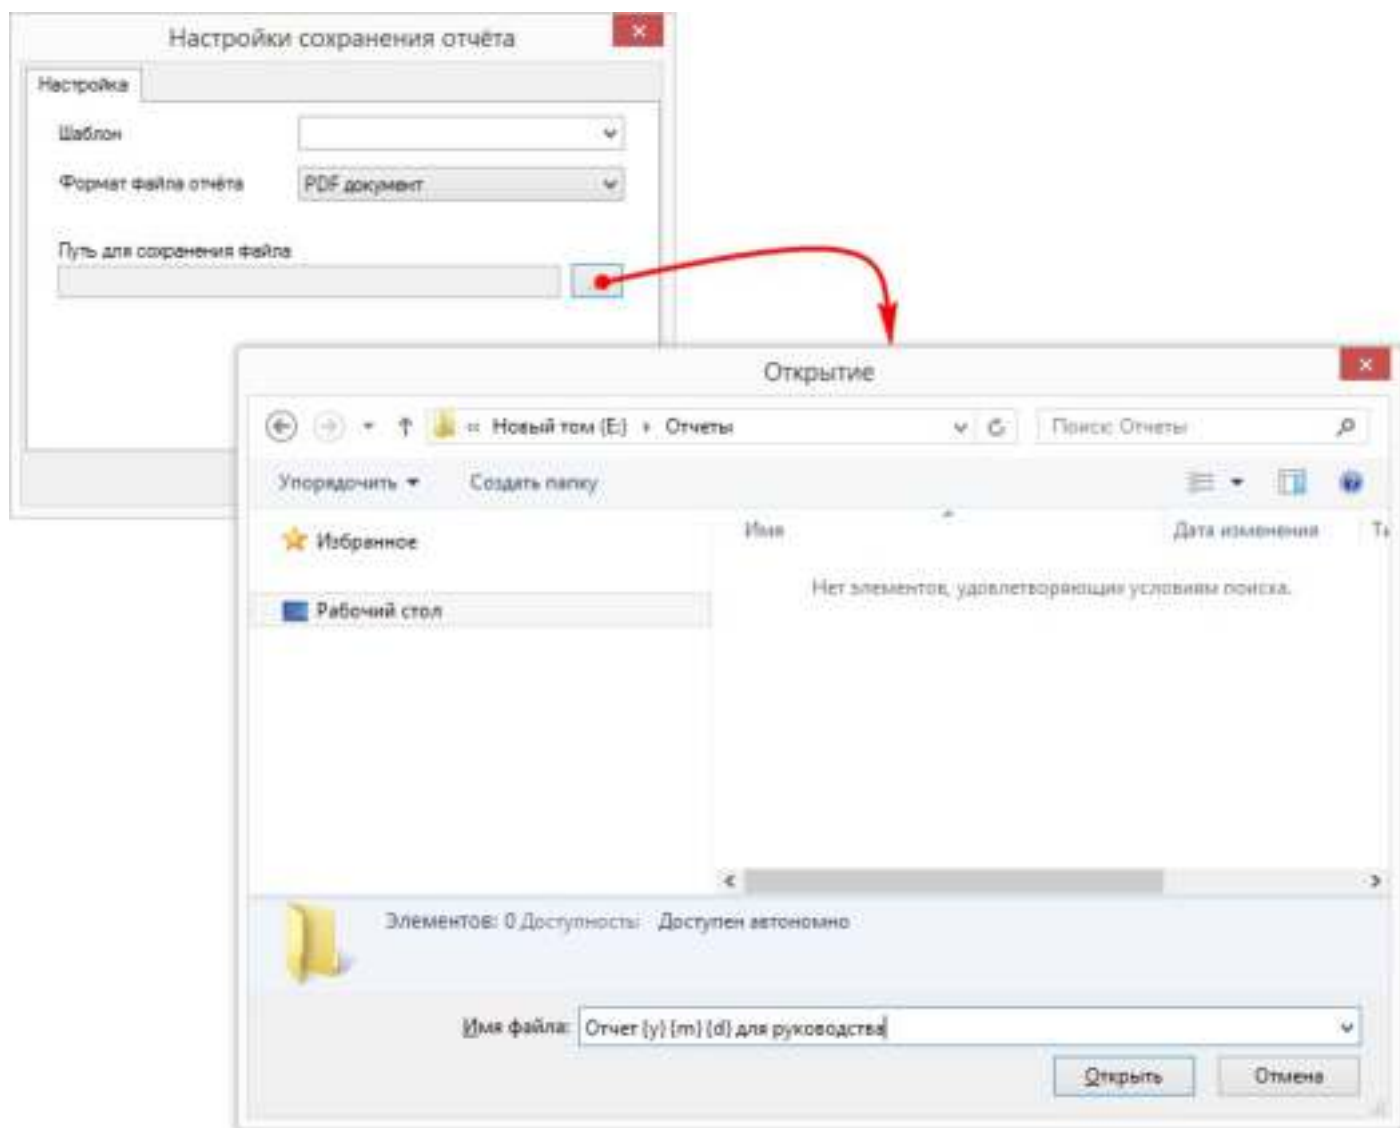 Настройки сохранения отчёта
Настройка
Шаблон
Формат файла отчёта
PDF документ
Путь для сохранения файла
Открытие
« Новый том (E:) Отчеты
Поиск: Отчеты
Упорядочить
Создать папку
Имя
Дата изменения
Избранное
Нет элементов, удовлетворяющих условиям поиска.
Рабочий стол
Элементов: 0 Доступность: Доступен автономно
Имя файла: Отчет {y} {m} {d} для руководства
Открыть
Отмена